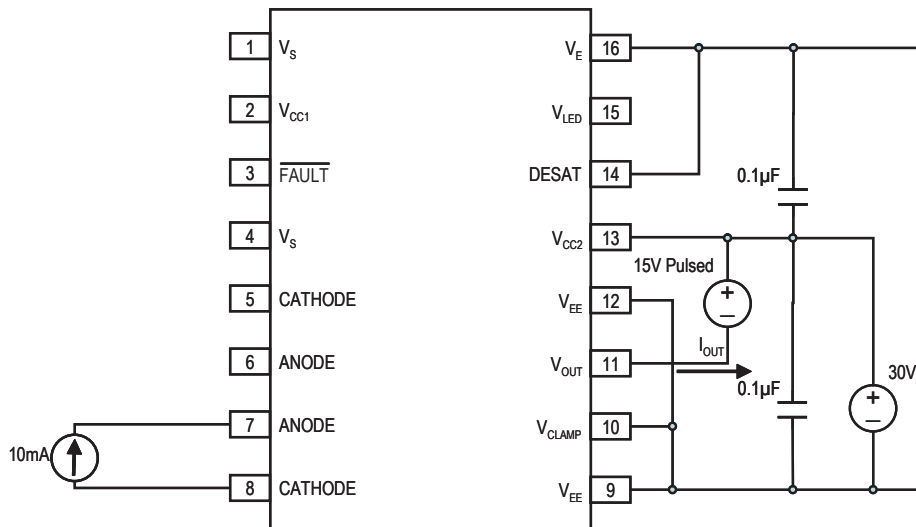 1 V_S
2 V_CC1
3 FAULT
4 V_S
5 CATHODE
6 ANODE
7 ANODE
8 CATHODE
10mA
V_E 16
V_LED 15
DESAT 14
V_CC2 13
V_EE 12
V_OUT 11
V_CLAMP 10
V_EE 9
0.1µF
15V Pulsed
+
–
I_OUT
0.1µF
30V
+
–